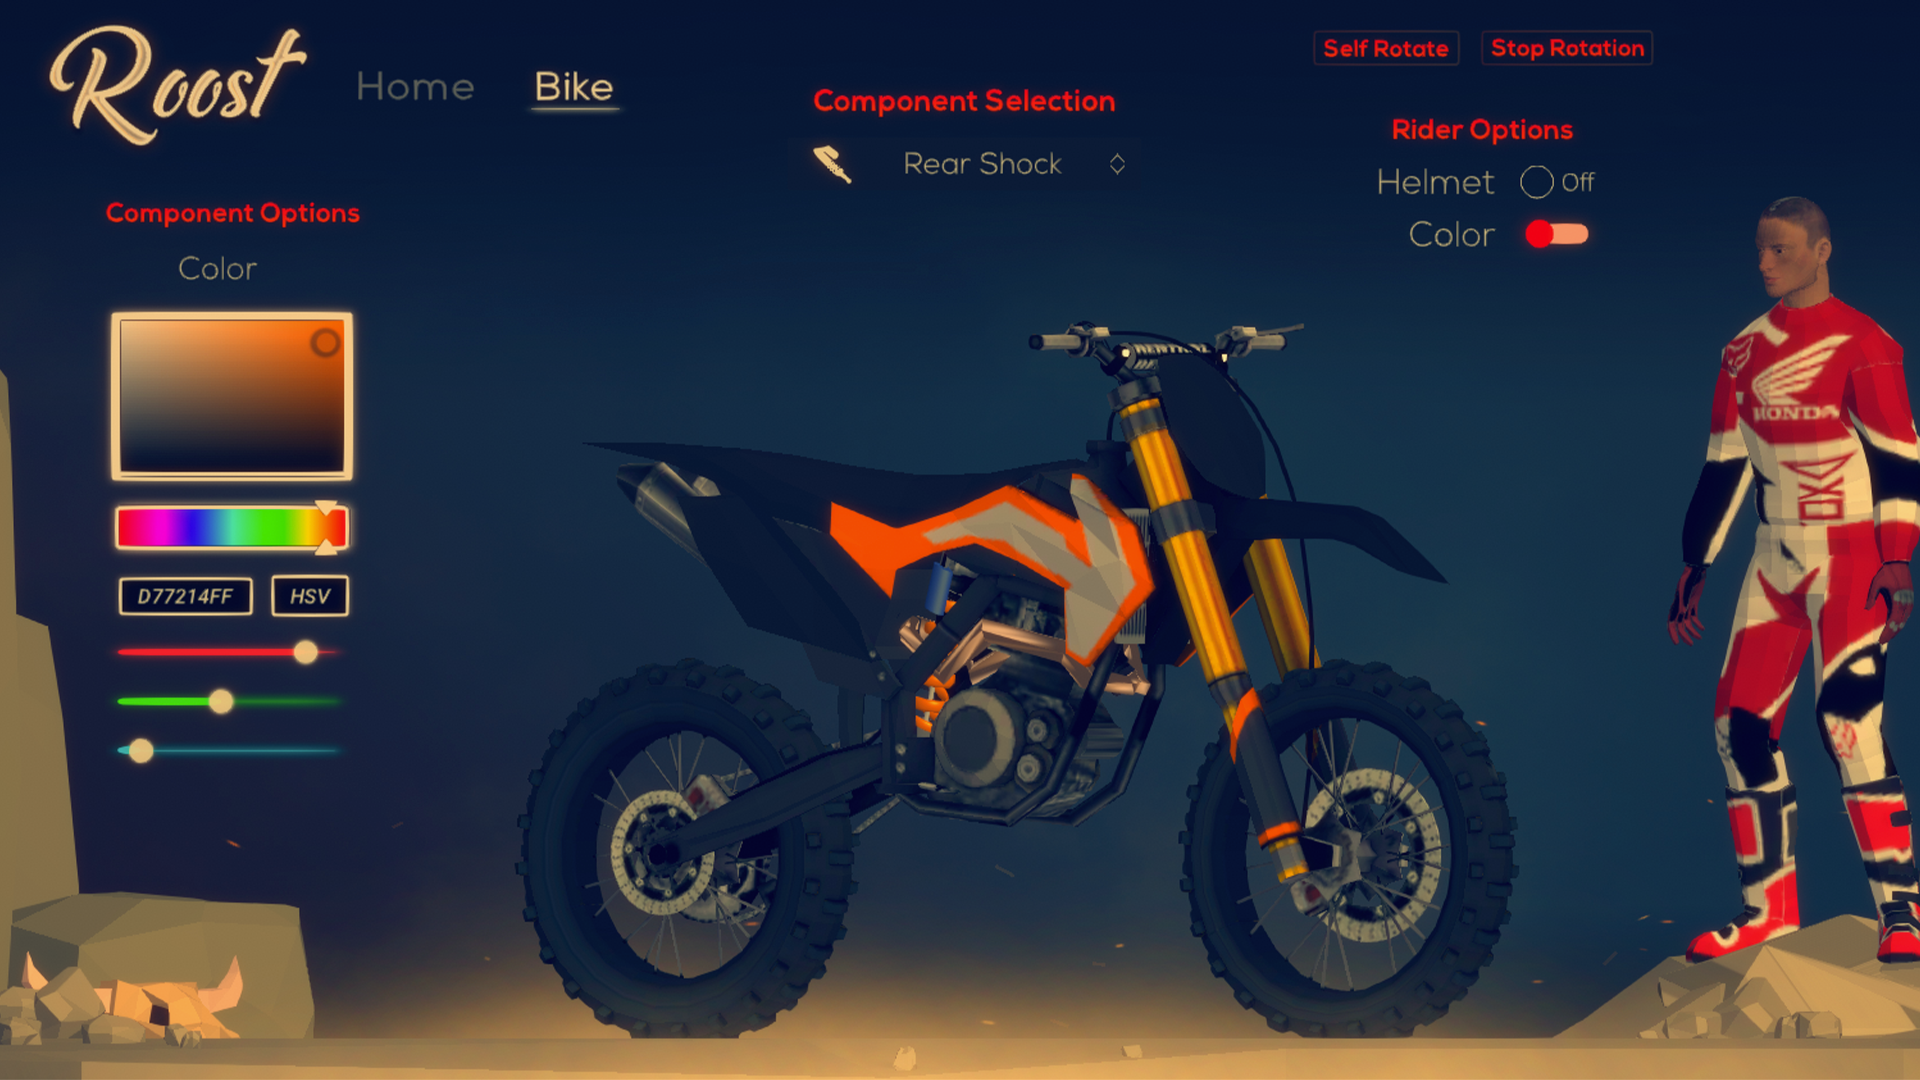 Roost
Home
Bike
Self Rotate
Stop Rotation
Component Selection
Rear Shock
Rider Options
Helmet
Off
Color
Component Options
Color
D77214FF
HSV
HONDA